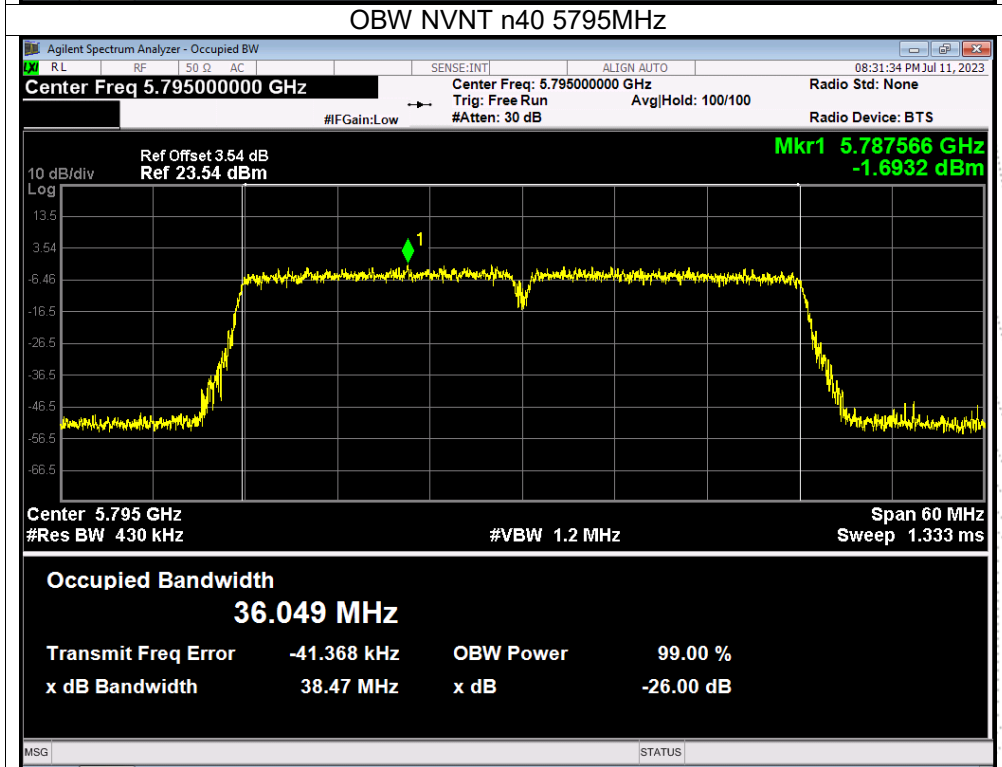 OBW NVNT n40 5795MHz
Agilent Spectrum Analyzer - Occupied BW
LXI RL RF 50 Ω AC SENSE:INT ALIGN AUTO 08:31:34 PM Jul 11, 2023
Center Freq 5.795000000 GHz Center Freq: 5.795000000 GHz Radio Std: None
Trig: Free Run Avg|Hold: 100/100
#IFGain:Low #Atten: 30 dB Radio Device: BTS
Mkr1 5.787566 GHz
-1.6932 dBm
Ref Offset 3.54 dB
10 dB/div Ref 23.54 dBm
Log
13.5
1
3.54
-6.46
-16.5
-26.5
-36.5
-46.5
-56.5
-66.5
Center 5.795 GHz Span 60 MHz
#Res BW 430 kHz #VBW 1.2 MHz Sweep 1.333 ms
Occupied Bandwidth
36.049 MHz
Transmit Freq Error -41.368 kHz OBW Power 99.00 %
x dB Bandwidth 38.47 MHz x dB -26.00 dB
MSG STATUS